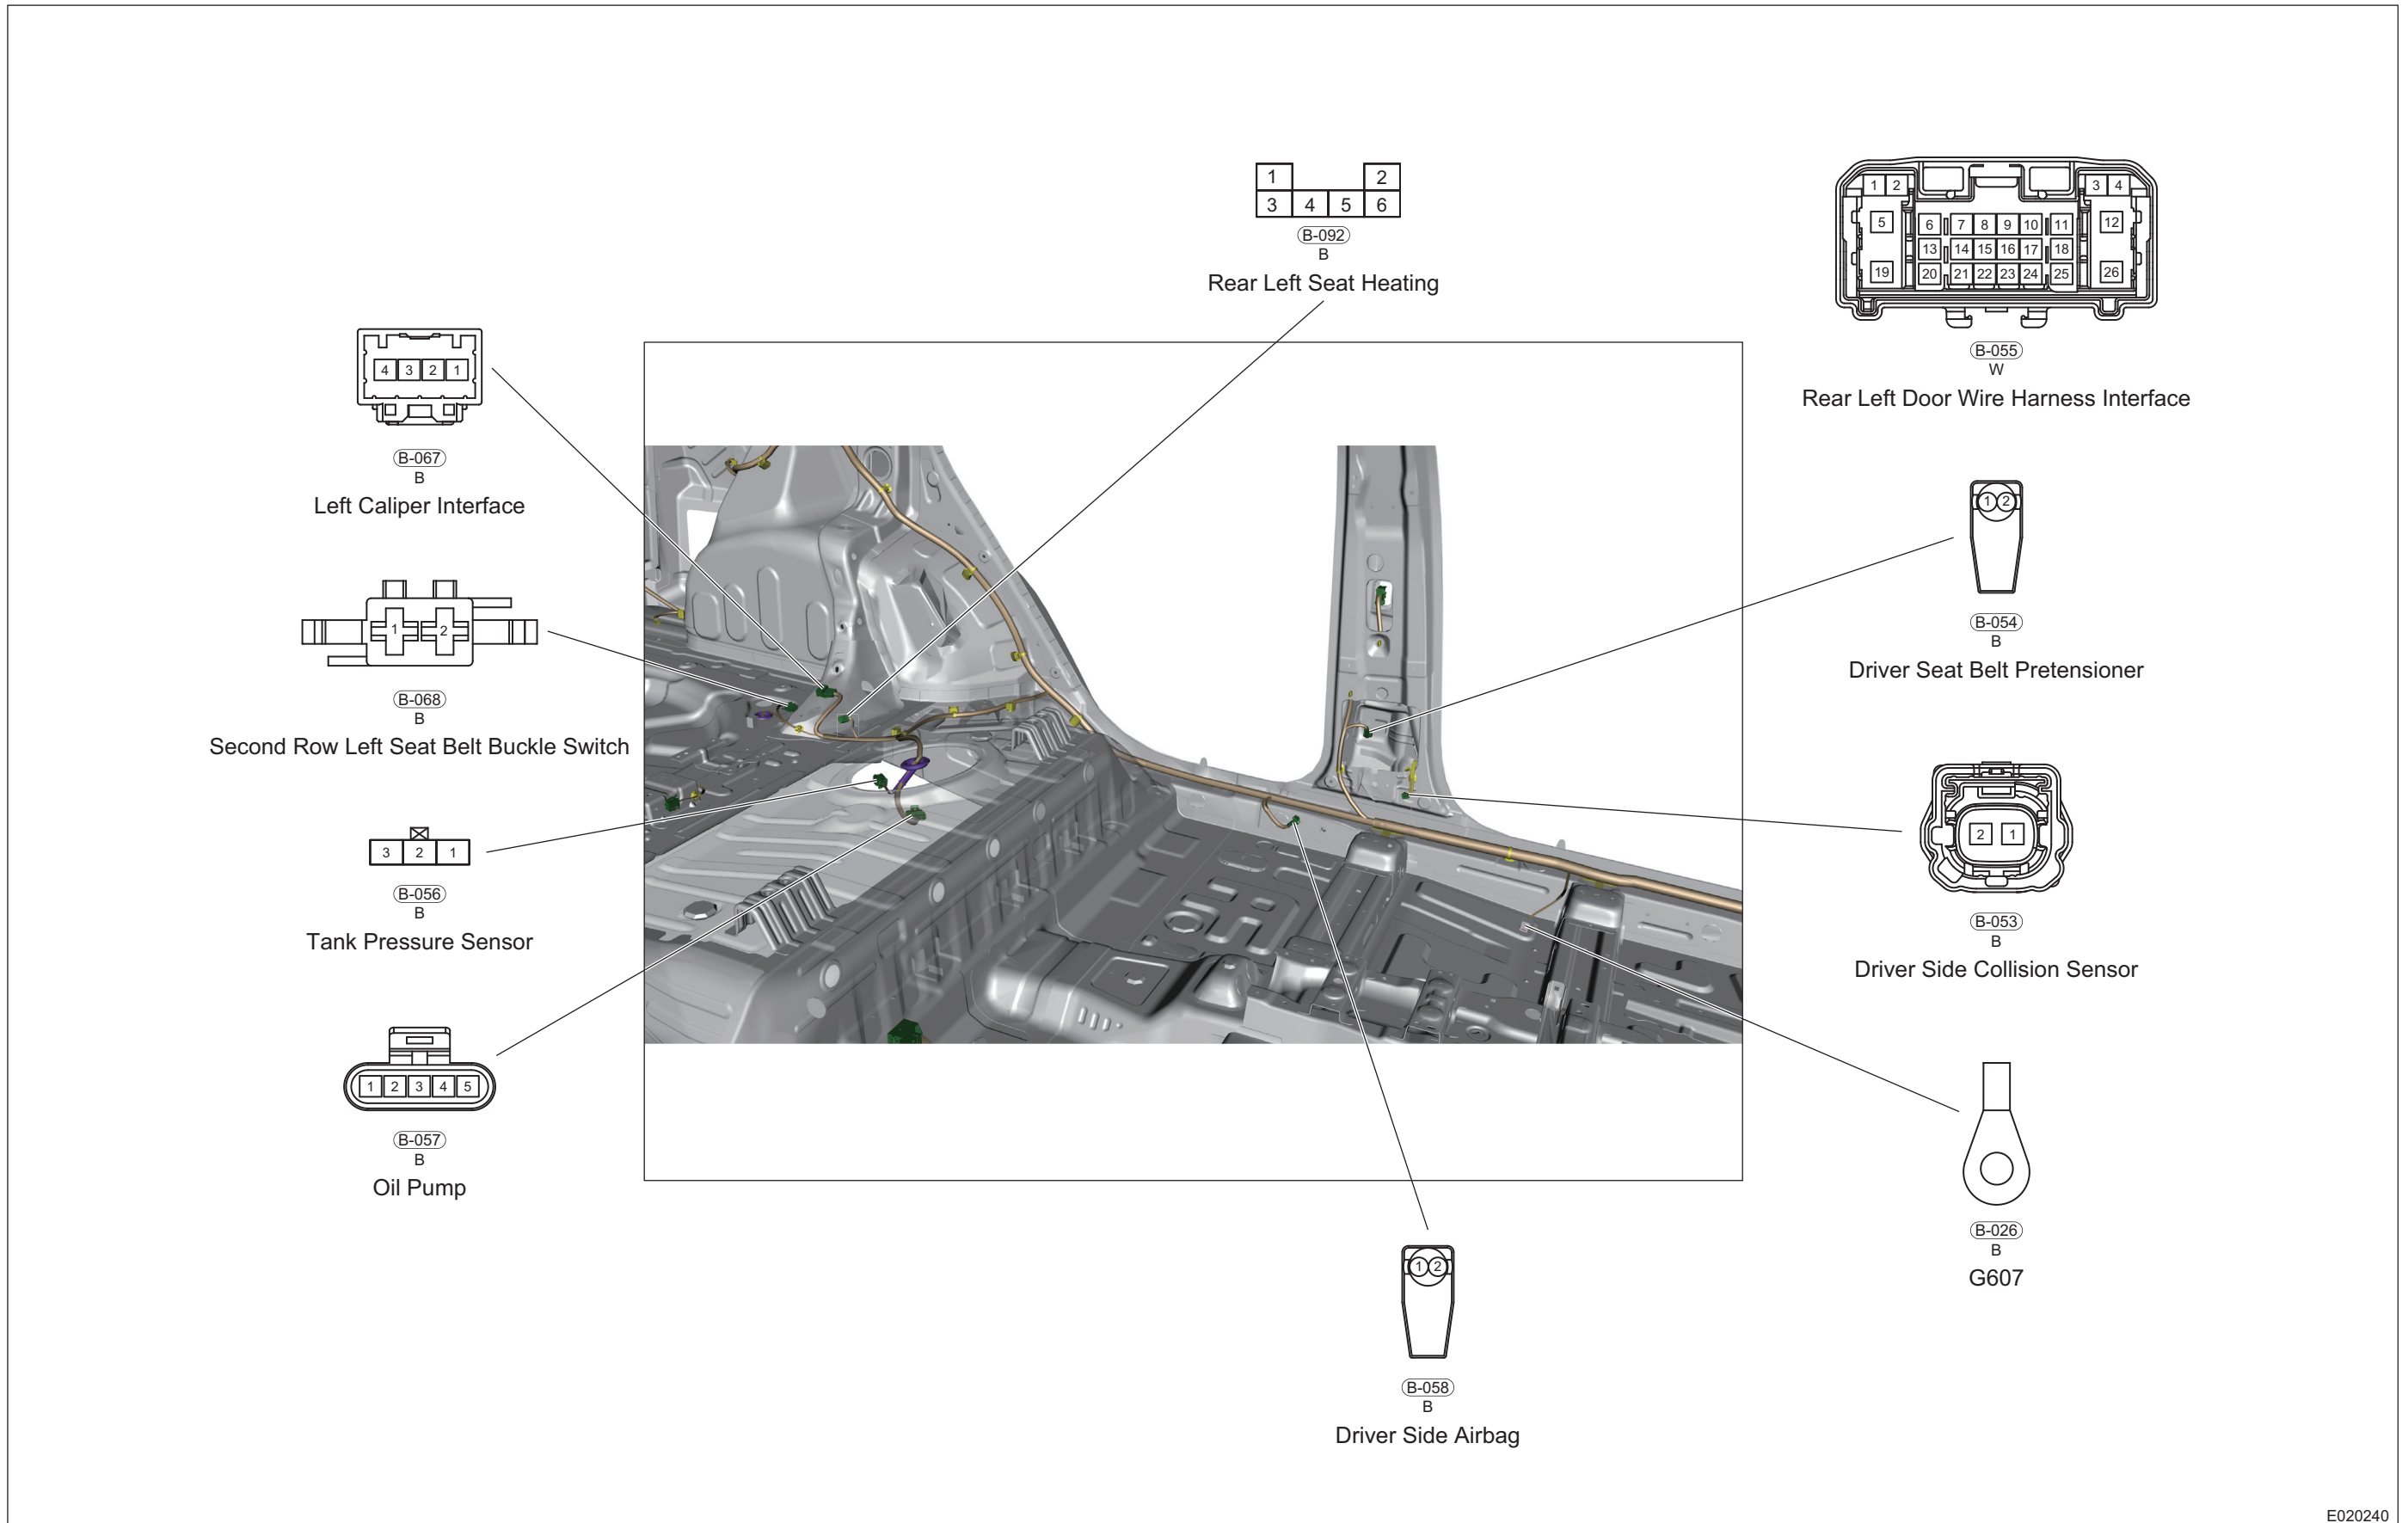 1 2
3 4 5 6
B-092
B
Rear Left Seat Heating
1 2 3 4
5 6 7 8 9 10 11 12
13 14 15 16 17 18
19 20 21 22 23 24 25 26
B-055
W
Rear Left Door Wire Harness Interface
4 3 2 1
B-067
B
Left Caliper Interface
1 2
B-054
B
Driver Seat Belt Pretensioner
1 2
B-068
B
Second Row Left Seat Belt Buckle Switch
2 1
B-053
B
Driver Side Collision Sensor
3 2 1
B-056
B
Tank Pressure Sensor
1 2 3 4 5
B-057
B
Oil Pump
B-026
B
G607
1 2
B-058
B
Driver Side Airbag
E020240